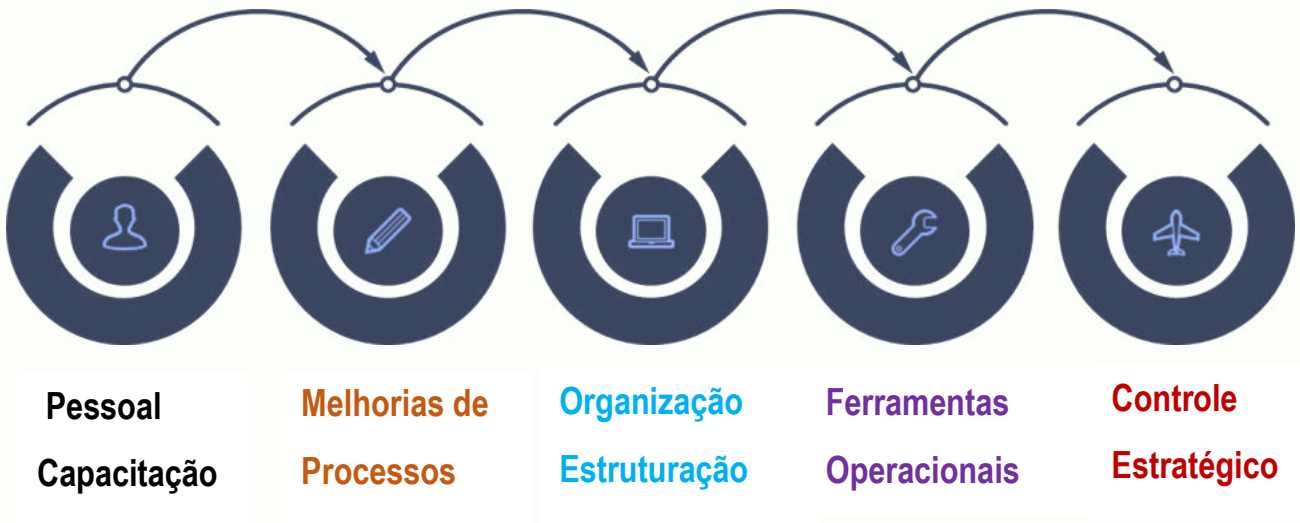 Pessoal
Capacitação
Melhorias de
Processos
Organização
Estruturação
Ferramentas
Operacionais
Controle
Estratégico